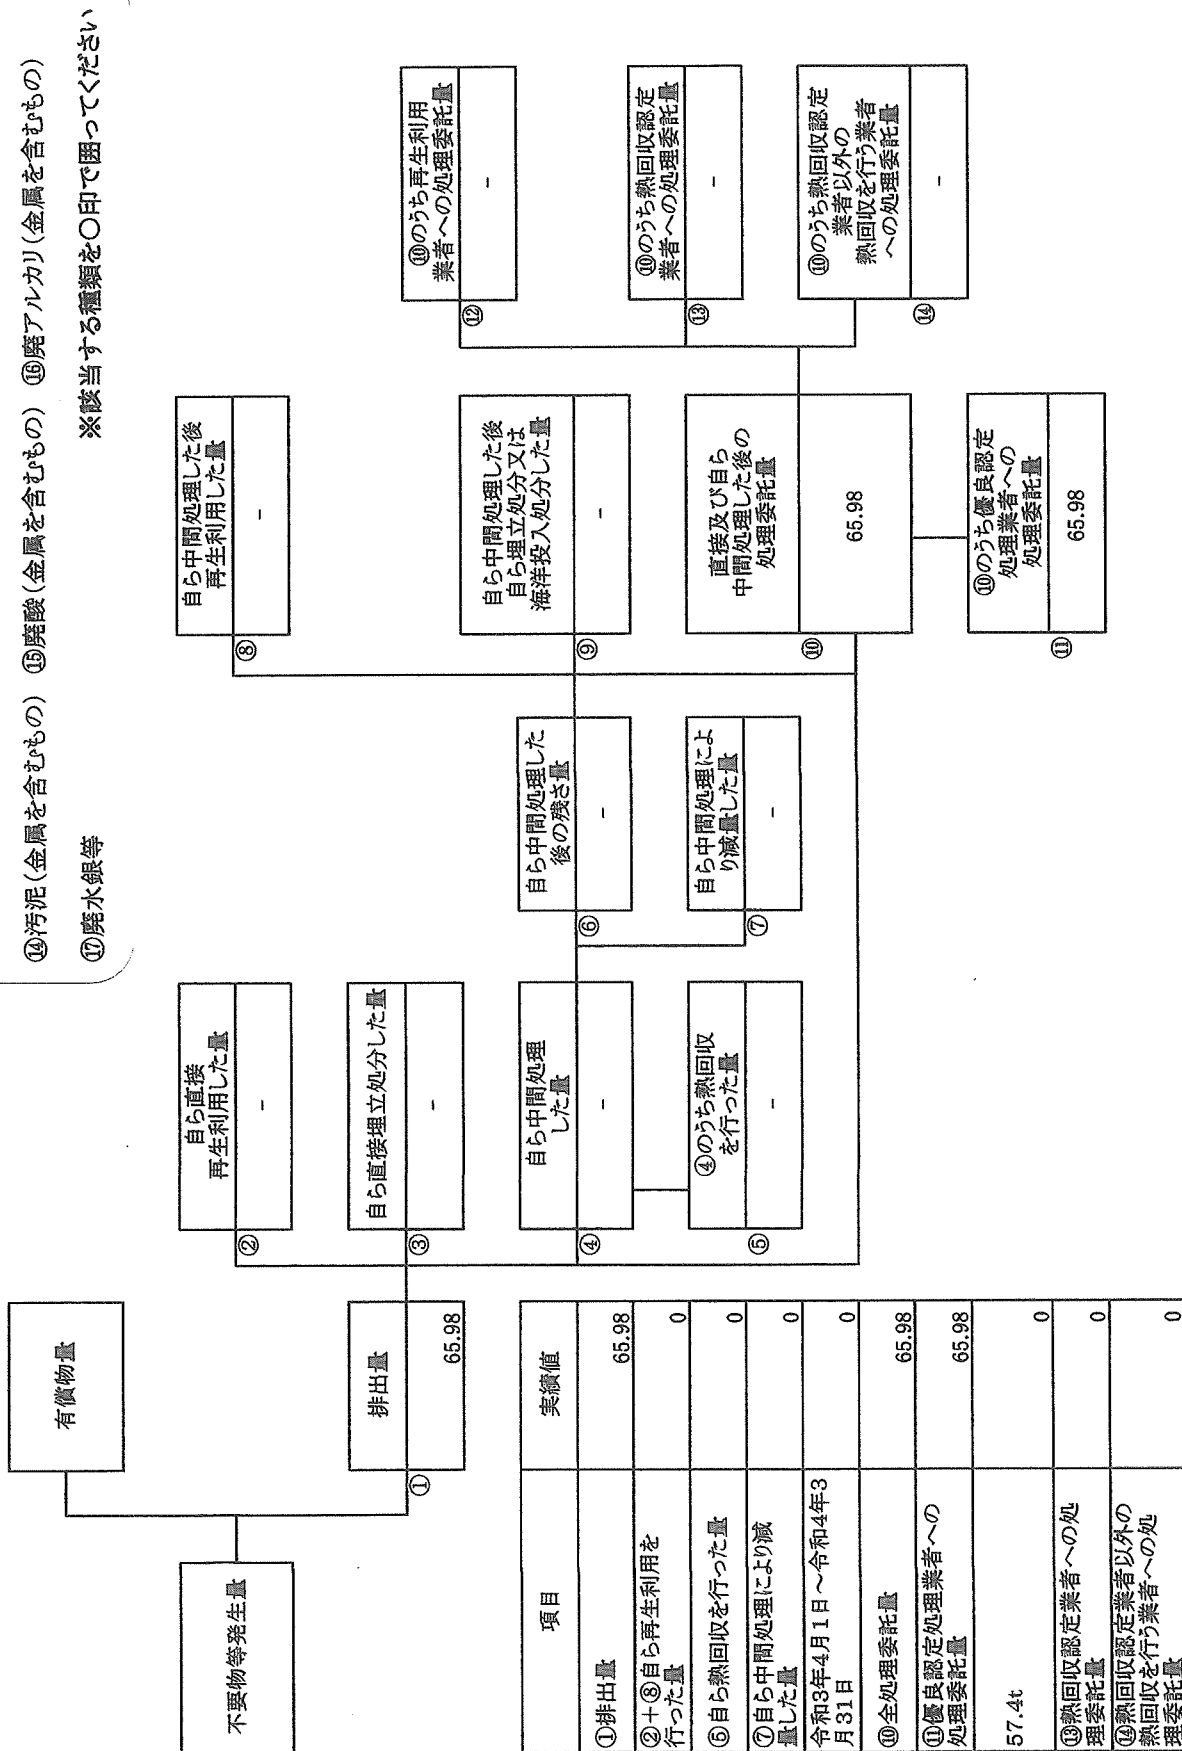 ⑭汚泥(金属を含むもの)　⑮廃酸(金属を含むもの)　⑯廃アルカリ(金属を含むもの)
⑰廃水銀等
※該当する種類を〇印で囲ってください
有償物量
不要物等発生量
①
排出量
65.98
②
自ら直接
再生利用した量
-
③
自ら直接埋立処分した量
-
④
自ら中間処理
した量
-
⑤
④のうち熱回収
を行った量
-
⑥
自ら中間処理した
後の残さ量
-
⑦
自ら中間処理によ
り減量した量
-
⑧
自ら中間処理した後
再生利用した量
-
⑨
自ら中間処理した後
自ら埋立処分又は
海洋投入処分した量
-
⑩
直接及び自ら
中間処理した後の
処理委託量
65.98
⑪
⑩のうち優良認定
処理業者への
処理委託量
65.98
⑫
⑩のうち再生利用
業者への処理委託量
-
⑬
⑩のうち熱回収認定
業者への処理委託量
-
⑭
⑩のうち熱回収認定
業者以外の
熱回収を行う業者
への処理委託量
-
項目　実績値
①排出量　65.98
②+⑧自ら再生利用を
行った量　0
⑤自ら熱回収を行った量　0
⑦自ら中間処理により減
量した量　0
令和3年4月1日～令和4年3
月31日　0
⑩全処理委託量　65.98
⑪優良認定処理業者への
処理委託量　65.98
57.4t　0
⑬熱回収認定業者への処
理委託量　0
⑭熱回収認定業者以外の
熱回収を行う業者への処
理委託量　0